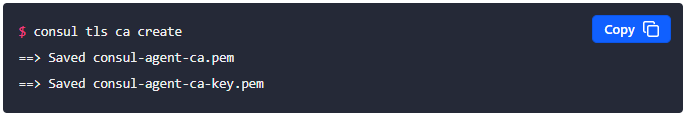 $ consul tls ca create
Copy
==> Saved consul-agent-ca.pem
==> Saved consul-agent-ca-key.pem